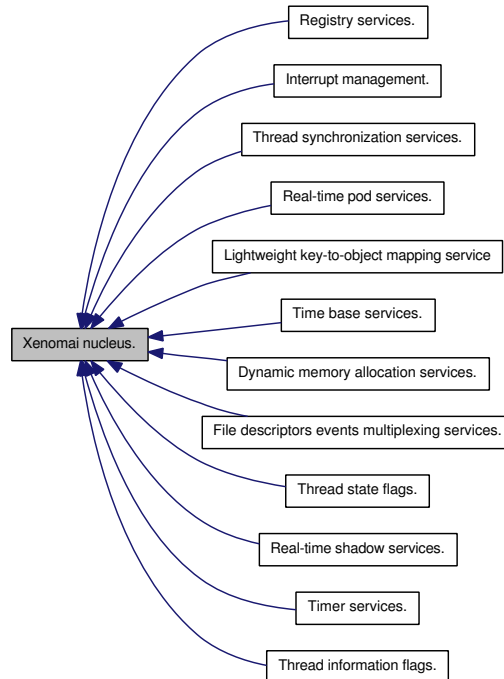 Registry services.
Interrupt management.
Thread synchronization services.
Real-time pod services.
Lightweight key-to-object mapping service
Time base services.
Xenomai nucleus.
Dynamic memory allocation services.
File descriptors events multiplexing services.
Thread state flags.
Real-time shadow services.
Timer services.
Thread information flags.